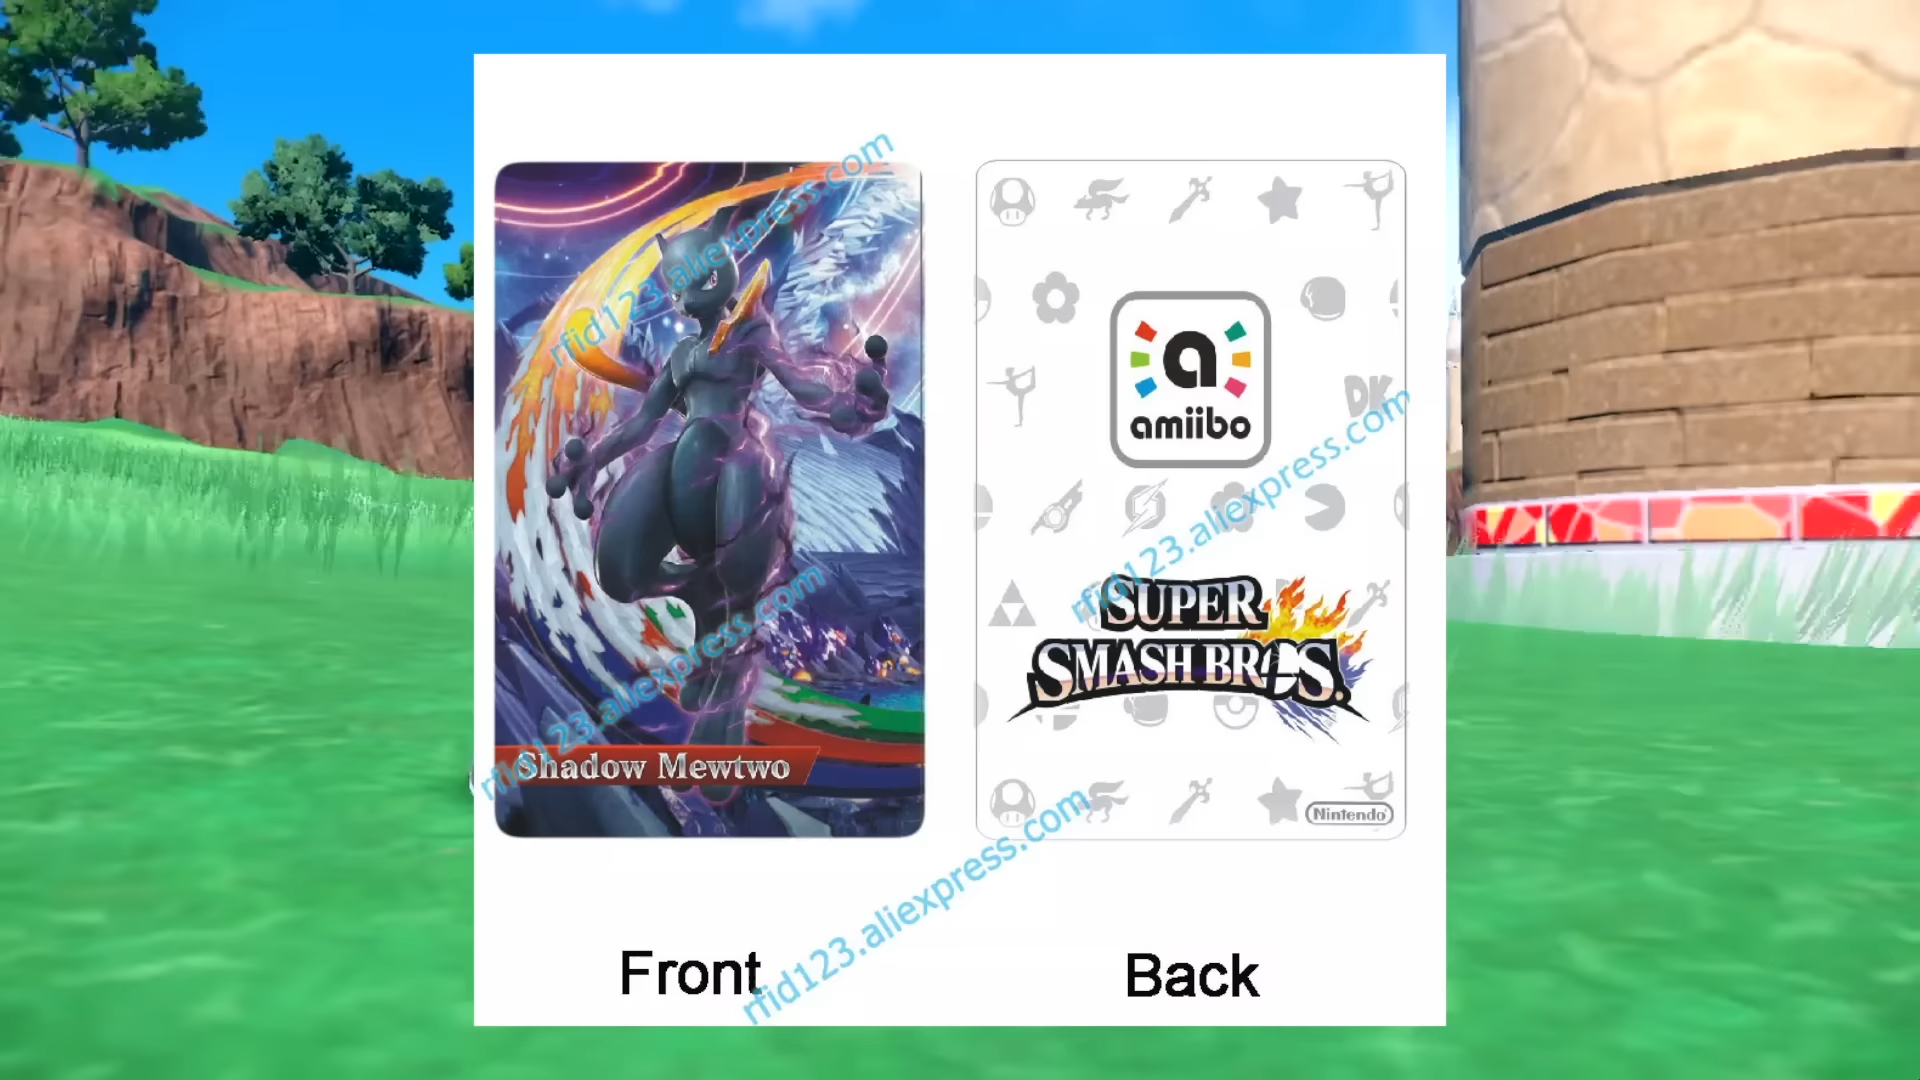 rfid123.aliexpress.com
amiibo
DK
rfid123.aliexpress.com
SUPER
SMASH BROS.
rfid123.aliexpress.com
Shadow Mewtwo
Nintendo
rfid123.aliexpress.com
Front
Back